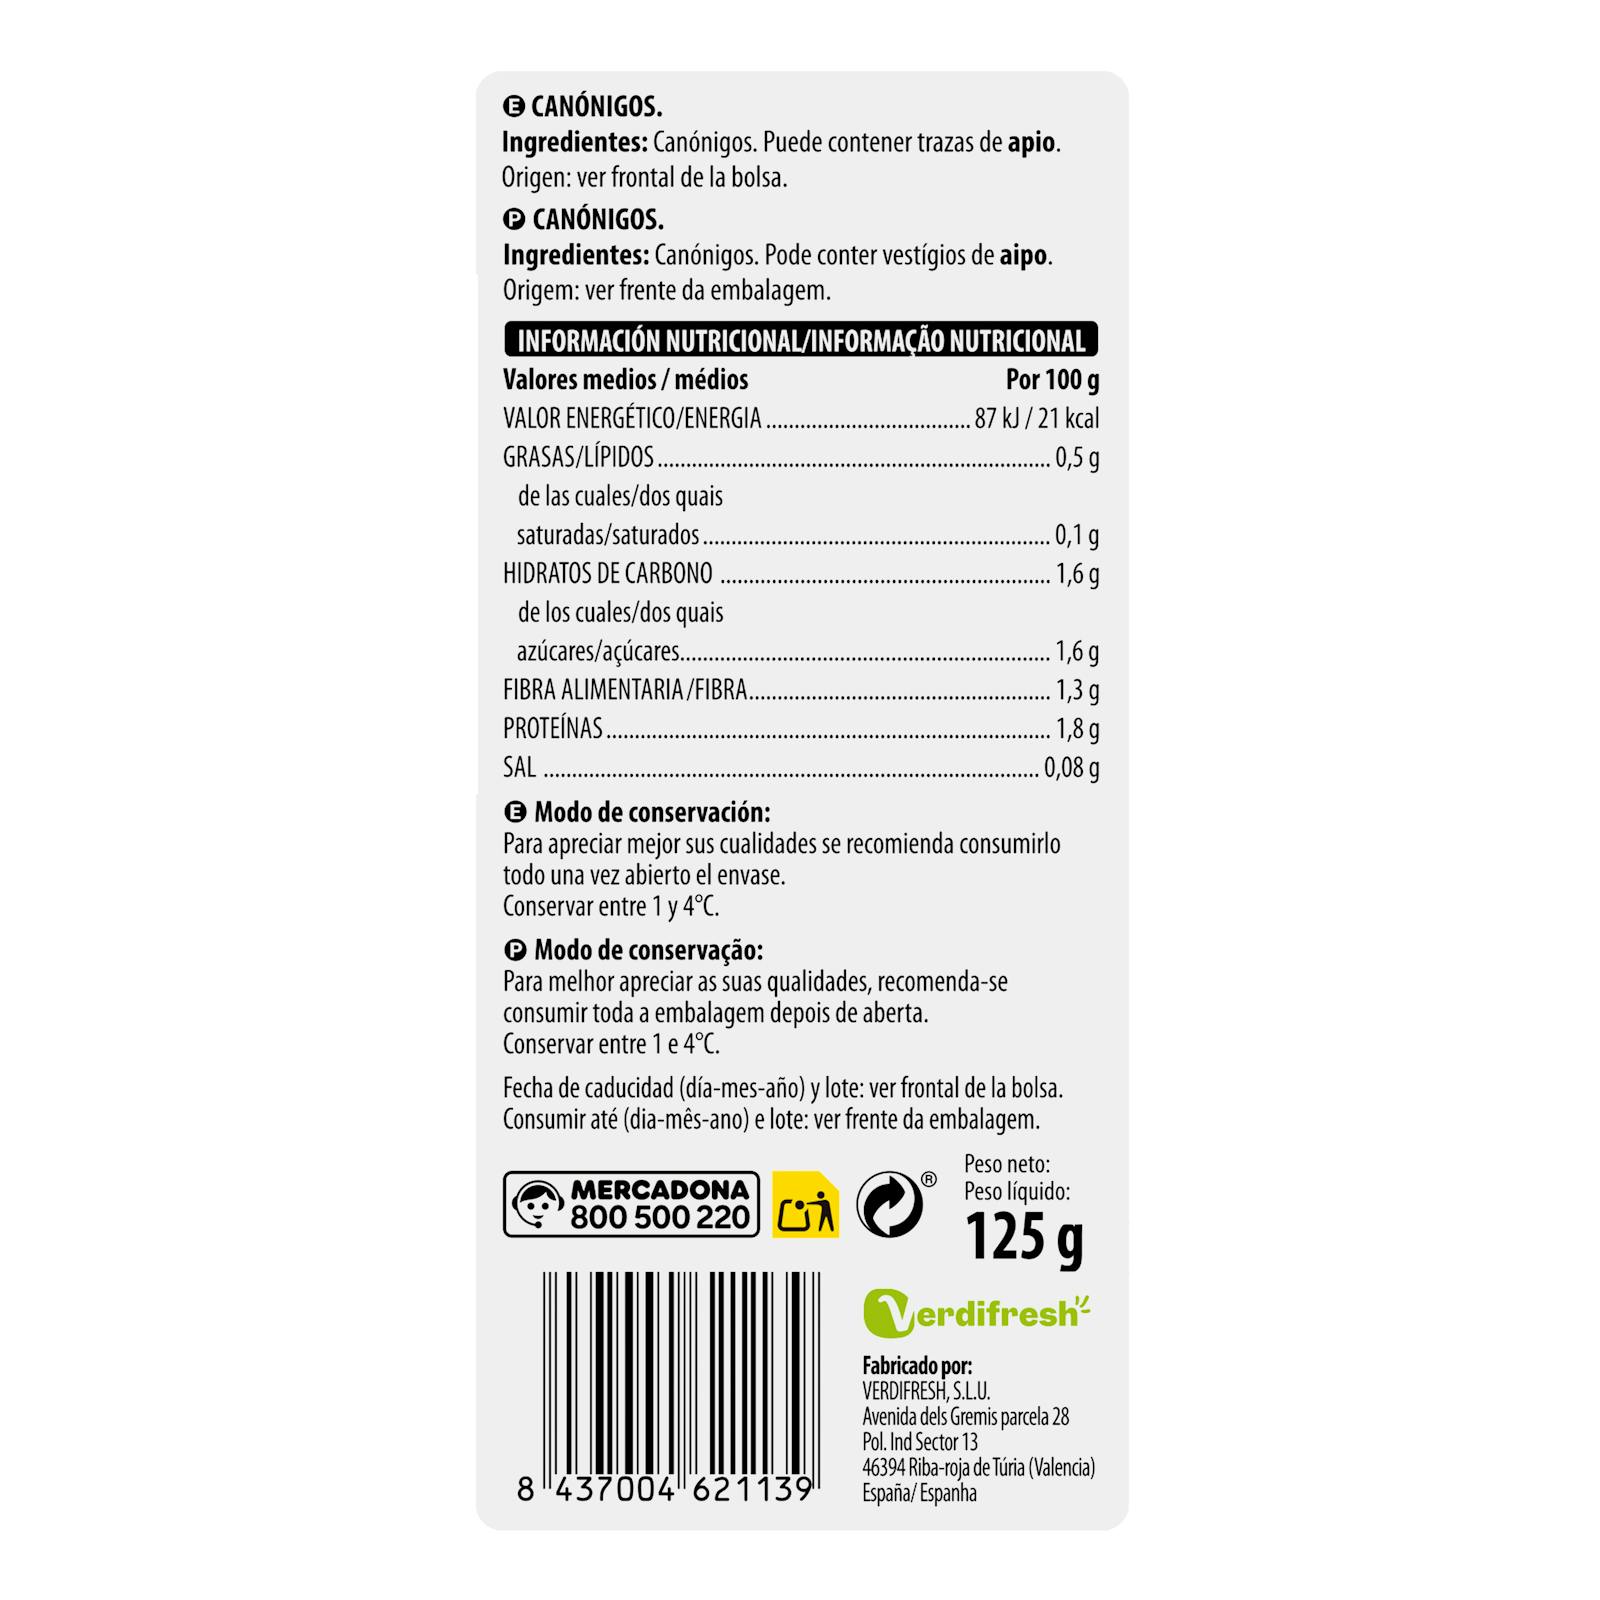 E CANÓNIGOS.
Ingredientes: Canónigos. Puede contener trazas de apio.
Origen: ver frontal de la bolsa.
P CANÓNIGOS.
Ingredientes: Canónigos. Pode conter vestígios de aipo.
Origem: ver frente da embalagem.
INFORMACIÓN NUTRICIONAL/INFORMAÇÃO NUTRICIONAL
Valores medios / médios Por 100 g
VALOR ENERGÉTICO/ENERGIA ............................... 87 kJ / 21 kcal
GRASAS/LÍPIDOS ............................................................ 0,5 g
de las cuales/dos quais
saturadas/saturados ..................................................... 0,1 g
HIDRATOS DE CARBONO .................................................. 1,6 g
de los cuales/dos quais
azúcares/açúcares........................................................ 1,6 g
FIBRA ALIMENTARIA/FIBRA.............................................. 1,3 g
PROTEÍNAS.................................................................... 1,8 g
SAL ............................................................................ 0,08 g
E Modo de conservación:
Para apreciar mejor sus cualidades se recomienda consumirlo
todo una vez abierto el envase.
Conservar entre 1 y 4°C.
P Modo de conservação:
Para melhor apreciar as suas qualidades, recomenda-se
consumir toda a embalagem depois de aberta.
Conservar entre 1 e 4°C.
Fecha de caducidad (día-mes-año) y lote: ver frontal de la bolsa.
Consumir até (dia-mês-ano) e lote: ver frente da embalagem.
MERCADONA
800 500 220
®
Peso neto:
Peso líquido:
125 g
Verdifresh
Fabricado por:
VERDIFRESH, S.L.U.
Avenida dels Gremis parcela 28
Pol. Ind Sector 13
46394 Riba-roja de Túria (Valencia)
España/ Espanha
8 437004 621139